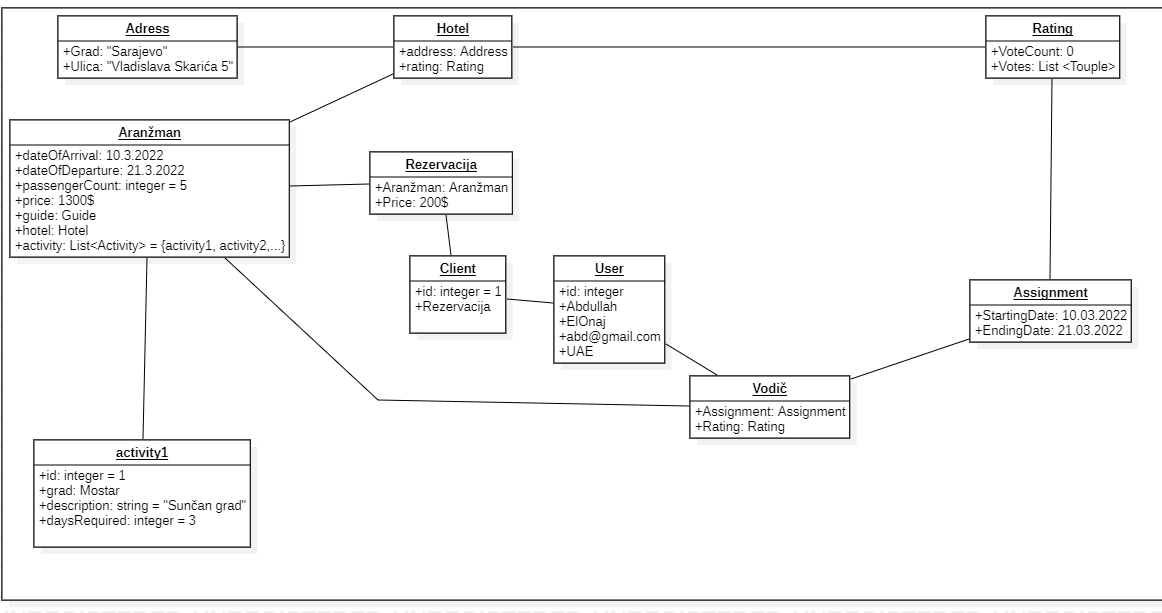 Adress
+Grad: "Sarajevo"
+Ulica: "Vladislava Skarića 5"
Hotel
+address: Address
+rating: Rating
Rating
+VoteCount: 0
+Votes: List <Touple>
Aranžman
+dateOfArrival: 10.3.2022
+dateOfDeparture: 21.3.2022
+passengerCount: integer = 5
+price: 1300$
+guide: Guide
+hotel: Hotel
+activity: List<Activity> = {activity1, activity2,...}
Rezervacija
+Aranžman: Aranžman
+Price: 200$
Client
+id: integer = 1
+Rezervacija
User
+id: integer
+Abdullah
+ElOnaj
+abd@gmail.com
+UAE
Assignment
+StartingDate: 10.03.2022
+EndingDate: 21.03.2022
Vodič
+Assignment: Assignment
+Rating: Rating
activity1
+id: integer = 1
+grad: Mostar
+description: string = "Sunčan grad"
+daysRequired: integer = 3